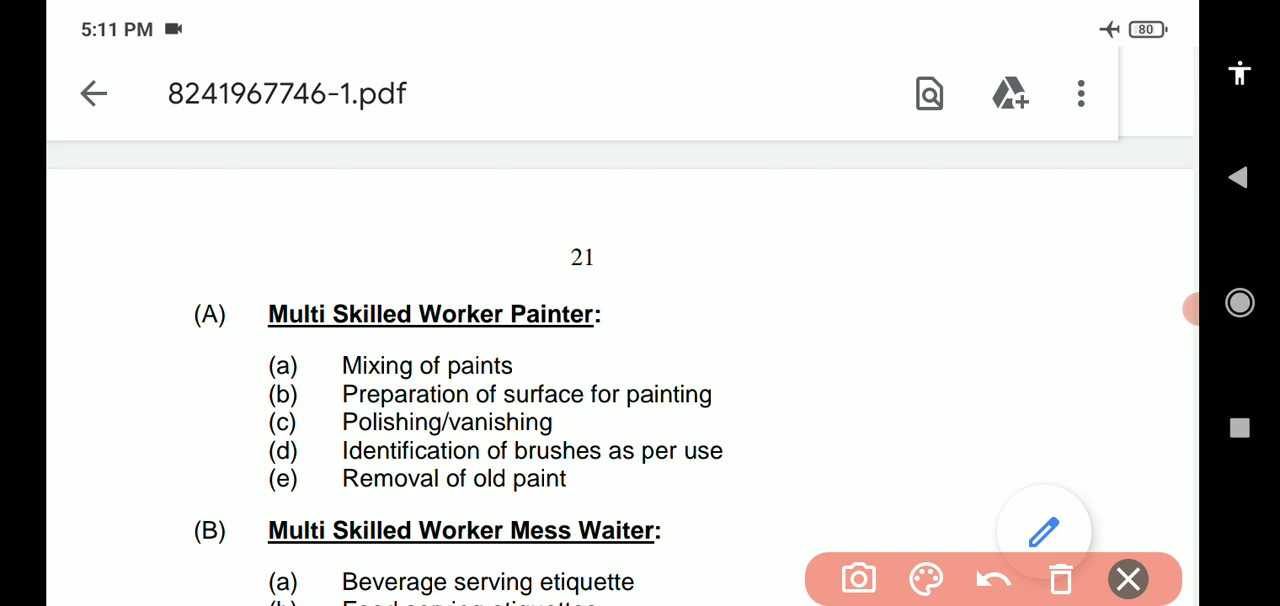 5:11 PM 80
8241967746-1.pdf
21
(A) Multi Skilled Worker Painter:
(a) Mixing of paints
(b) Preparation of surface for painting
(c) Polishing/vanishing
(d) Identification of brushes as per use
(e) Removal of old paint
(B) Multi Skilled Worker Mess Waiter:
(a) Beverage serving etiquette